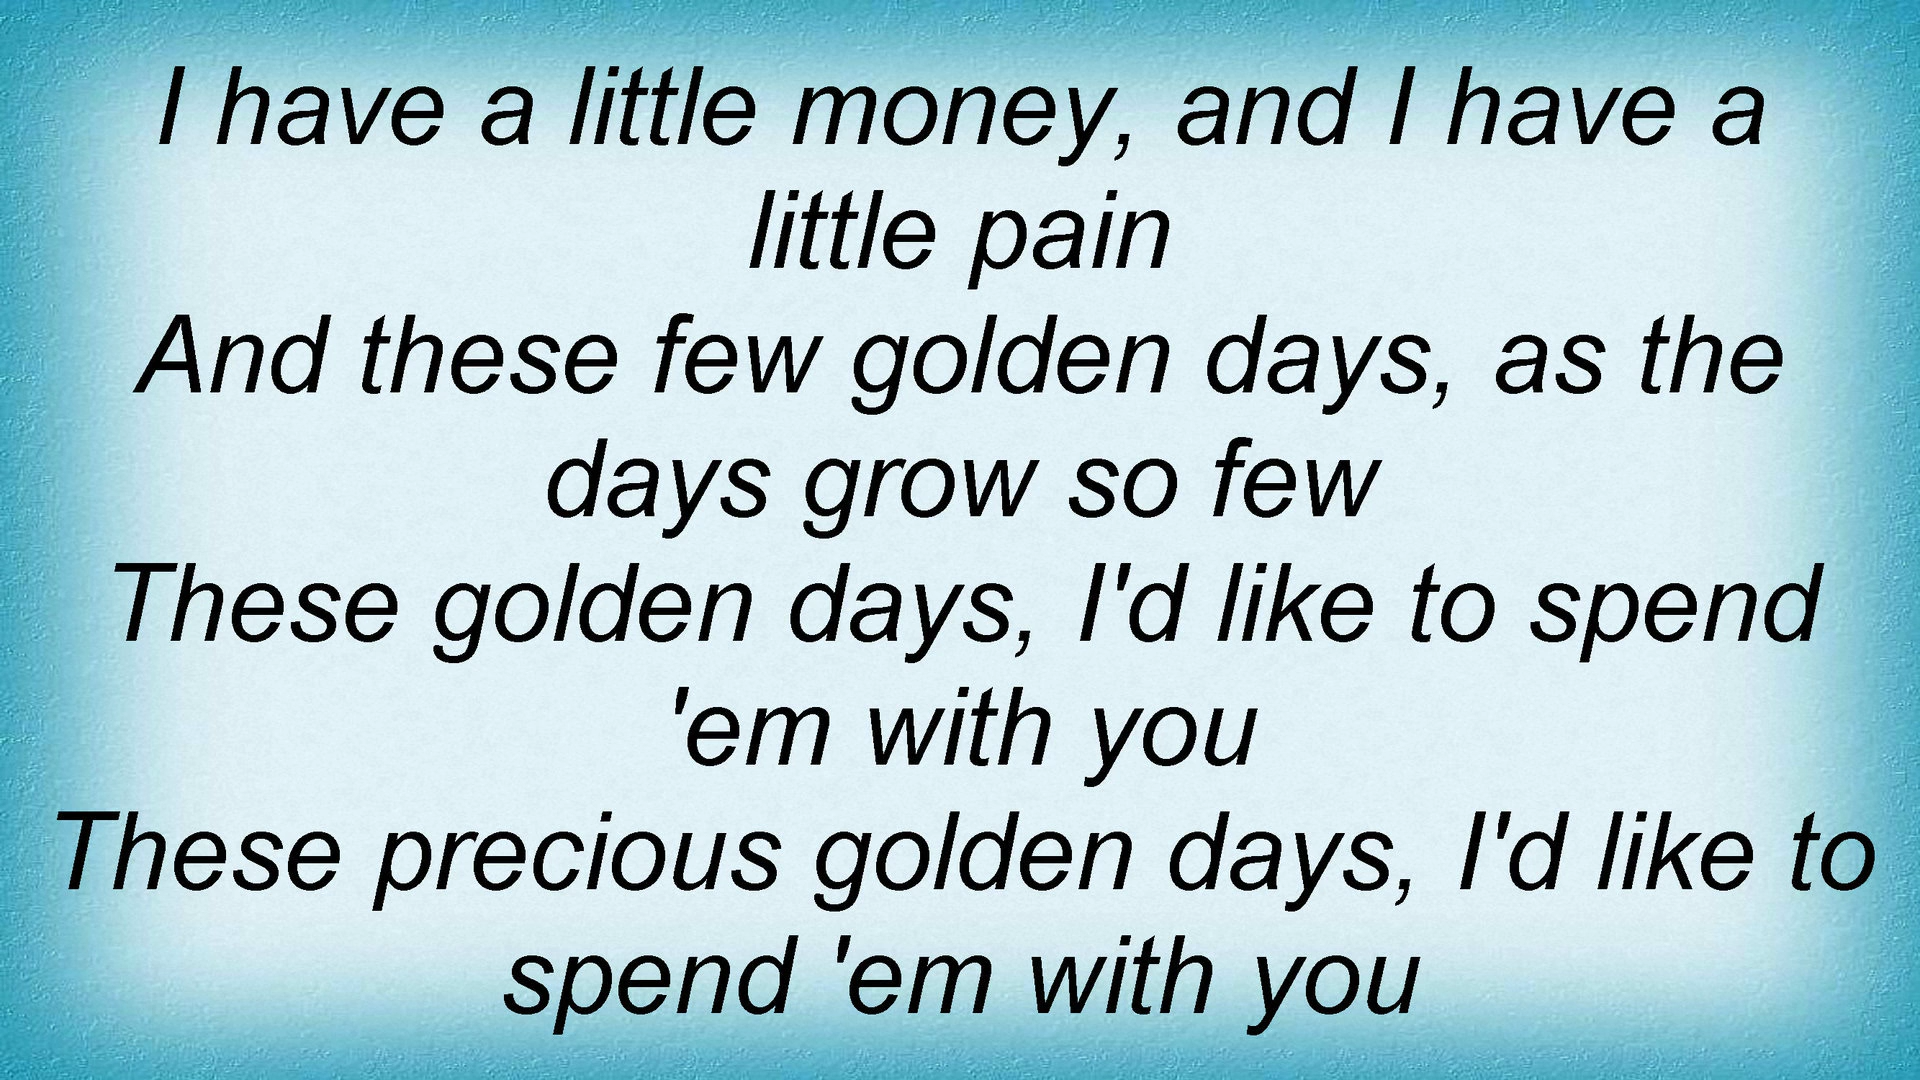 I have a little money, and I have a
little pain
And these few golden days, as the
days grow so few
These golden days, I'd like to spend
'em with you
These precious golden days, I'd like to
spend 'em with you